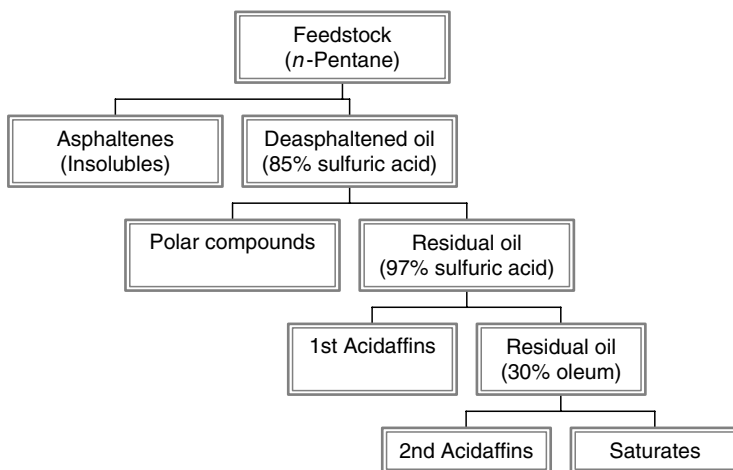 Feedstock
(n-Pentane)
Asphaltenes
(Insolubles)
Deasphaltened oil
(85% sulfuric acid)
Polar compounds
Residual oil
(97% sulfuric acid)
1st Acidaffins
Residual oil
(30% oleum)
2nd Acidaffins
Saturates